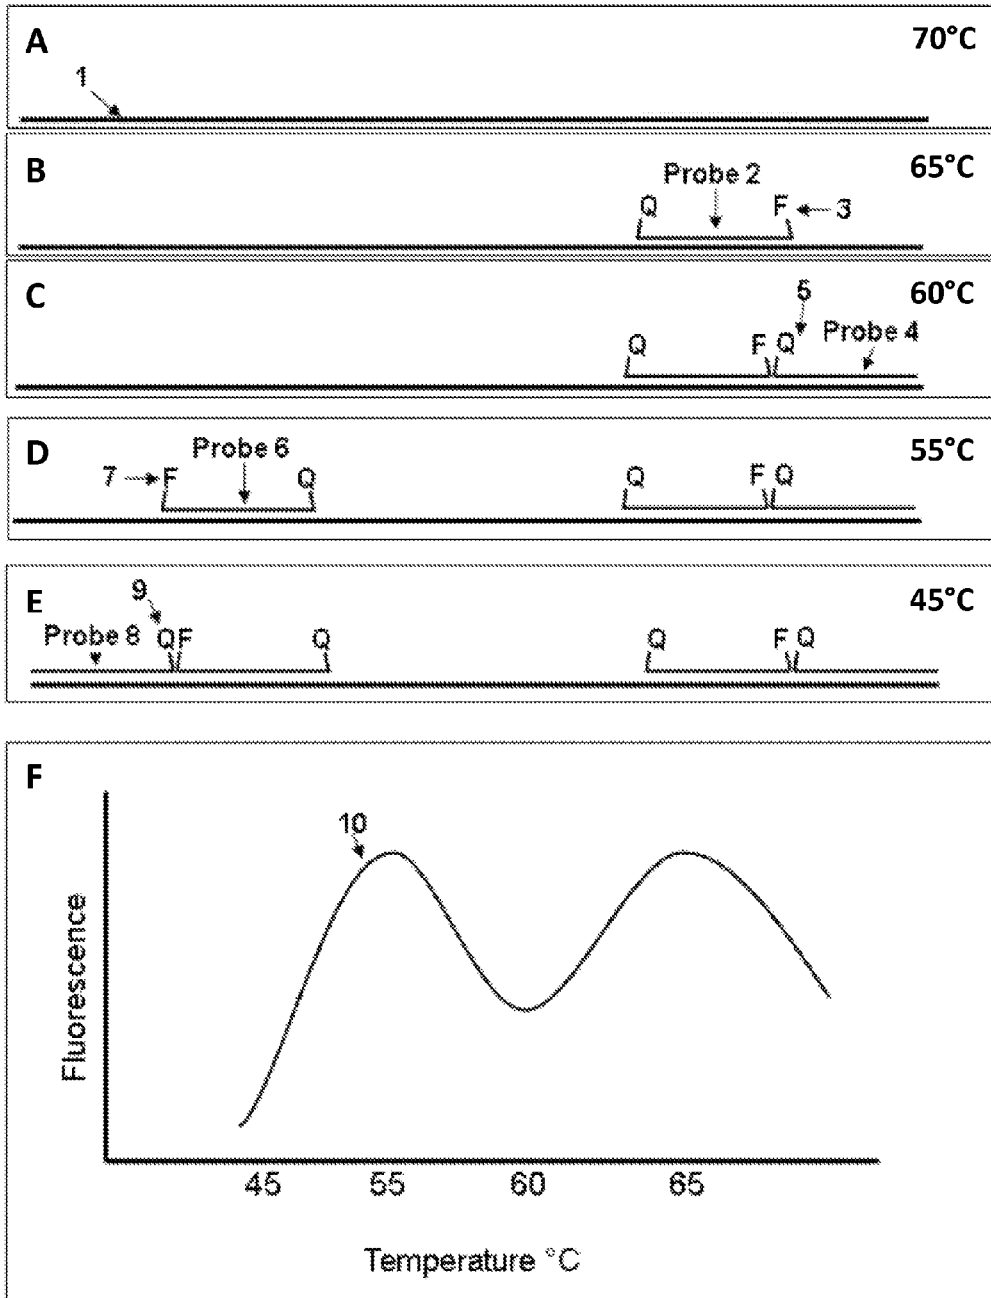 A 70°C
1
B 65°C
Probe 2
Q F 3
C 60°C
5
Q F Q Probe 4
D 55°C
Probe 6
7 F Q Q F Q
E 45°C
9
Probe 8 Q F Q Q F Q
F
10
Fluorescence
45 55 60 65
Temperature °C